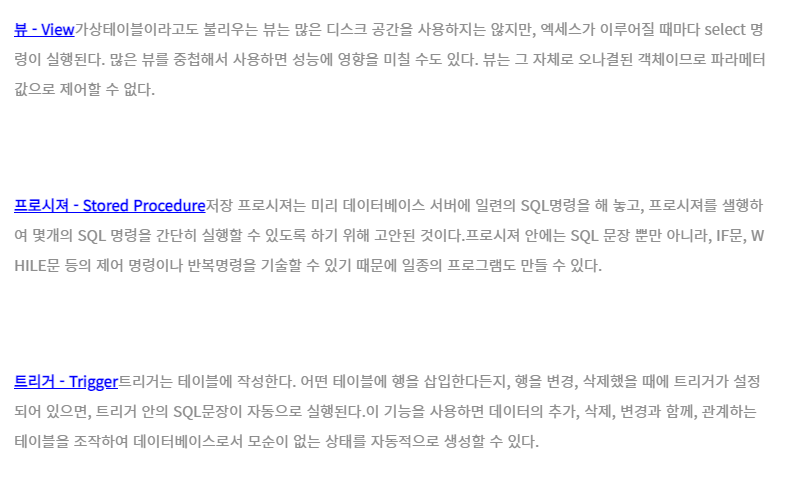 뷰 - View가상테이블이라고도 불리우는 뷰는 많은 디스크 공간을 사용하지는 않지만, 엑세스가 이루어질 때마다 select 명
령이 실행된다. 많은 뷰를 중첩해서 사용하면 성능에 영향을 미칠 수도 있다. 뷰는 그 자체로 오나결된 객체이므로 파라메터
값으로 제어할 수 없다.
프로시져 - Stored Procedure저장 프로시져는 미리 데이터베이스 서버에 일련의 SQL명령을 해 놓고, 프로시져를 샐행하
여 몇개의 SQL 명령을 간단히 실행할 수 있도록 하기 위해 고안된 것이다.프로시져 안에는 SQL 문장 뿐만 아니라, IF문, W
HILE문 등의 제어 명령이나 반복명령을 기술할 수 있기 때문에 일종의 프로그램도 만들 수 있다.
트리거 - Trigger트리거는 테이블에 작성한다. 어떤 테이블에 행을 삽입한다든지, 행을 변경, 삭제했을 때에 트리거가 설정
되어 있으면, 트리거 안의 SQL문장이 자동으로 실행된다.이 기능을 사용하면 데이터의 추가, 삭제, 변경과 함께, 관계하는
테이블을 조작하여 데이터베이스로서 모순이 없는 상태를 자동적으로 생성할 수 있다.